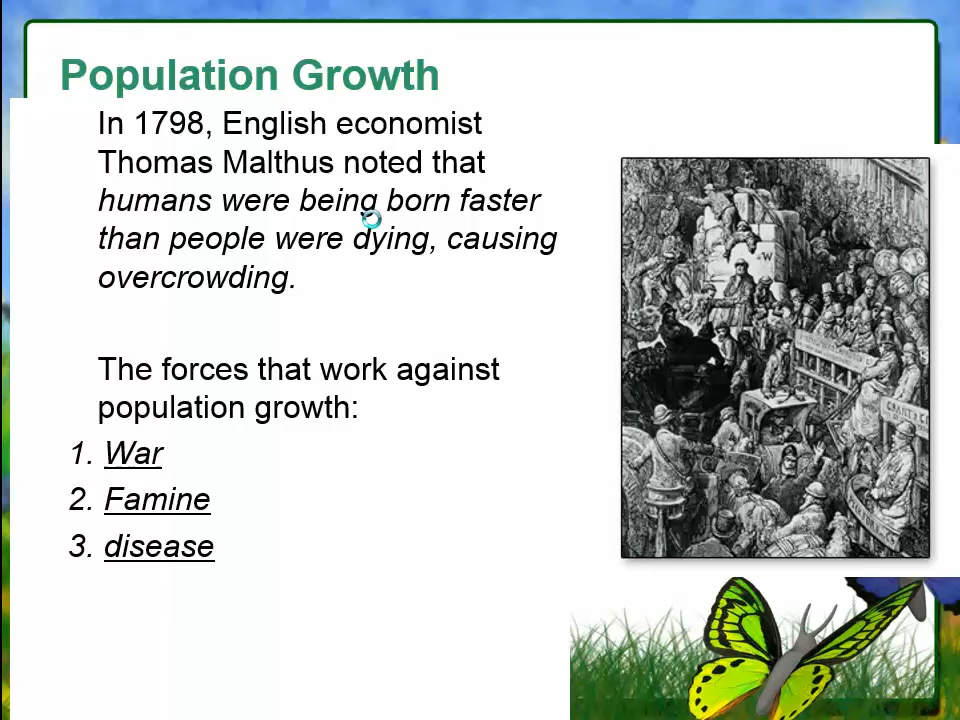 Population Growth
In 1798, English economist
Thomas Malthus noted that
humans were being born faster
than people were dying, causing
overcrowding.
The forces that work against
population growth:
1. War
2. Famine
3. disease
W